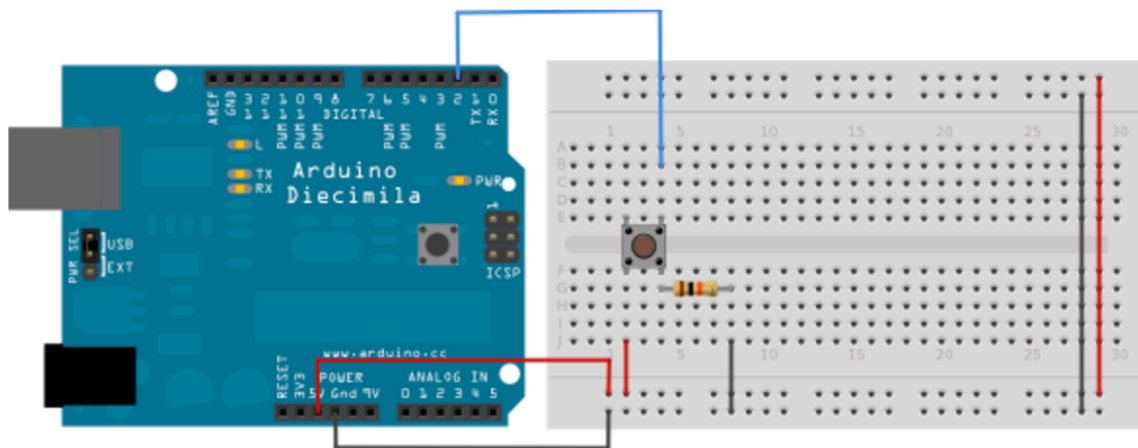 AREF
GND
13
12
11
10
9
8
7
6
5
4
3
2
TX 1
RX 0
DIGITAL
PWM
PWM
PWM
PWM
PWM
PWM
L
TX
RX
Arduino
Diecimila
PWR
1
ICSP
PWR SEL
USB
EXT
www.arduino.cc
RESET
3V3
5V Gnd 9V
POWER
ANALOG IN
0 1 2 3 4 5
1 5 10 15 20 25 30
A
B
C
D
E
F
G
H
I
J
1 5 10 15 20 25 30